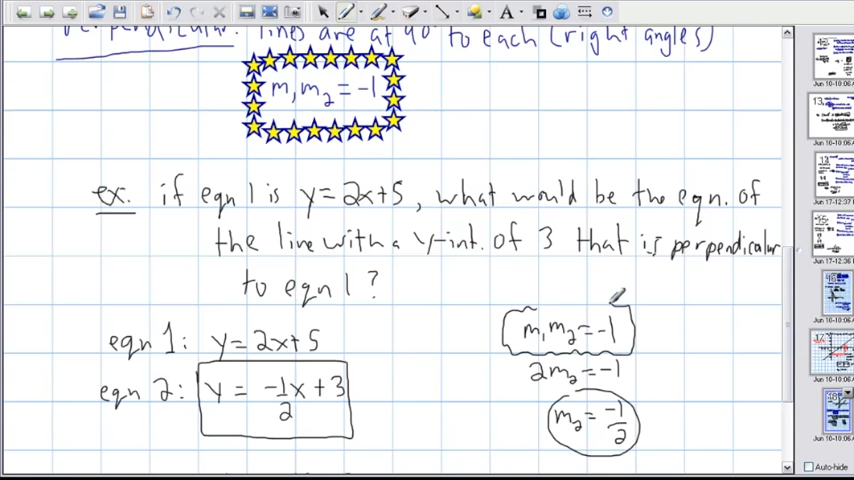 perpendicular: lines are at 90° to each (right angles)
m₁m₂ = -1
ex. if eqn 1 is y=2x+5, what would be the eqn. of
the line with a y-int. of 3 that is perpendicular
to eqn 1?
eqn 1: y=2x+5
eqn 2: y = -1/2 x+3
m₁m₂=-1
2m₂=-1
m₂=-1/2
Auto-hide